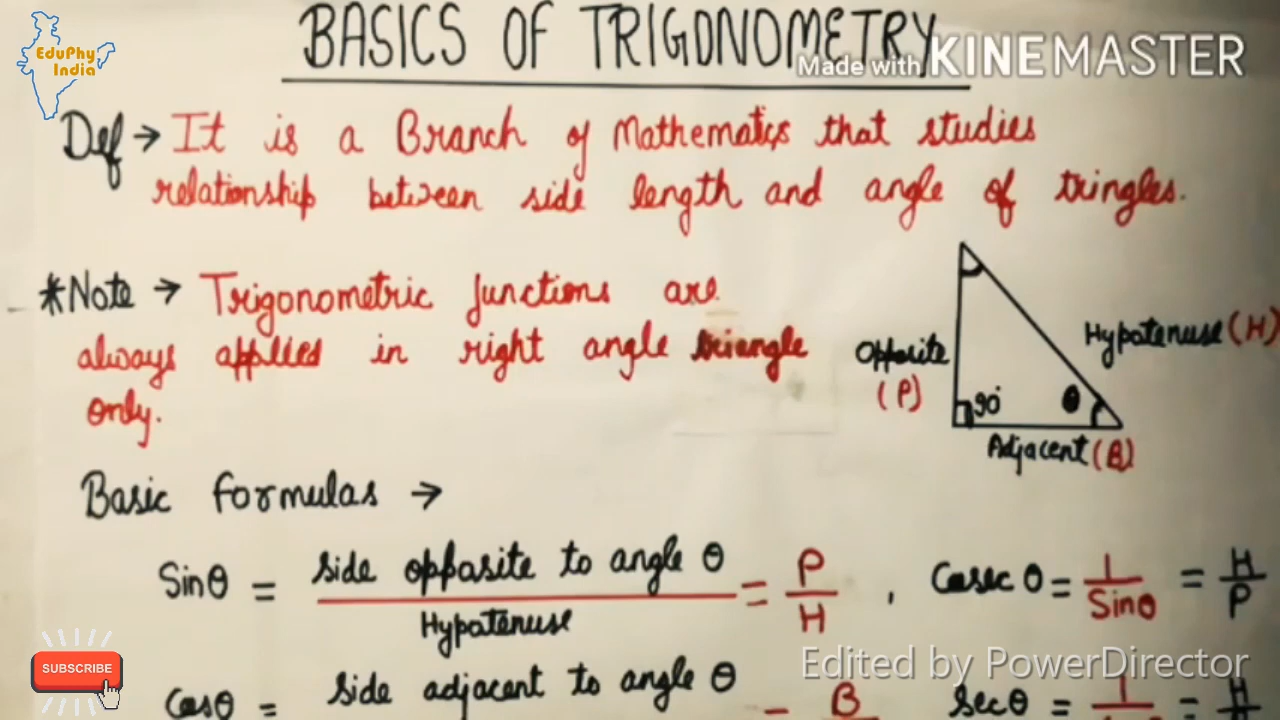 EduPhy
India
BASICS OF TRIGONOMETRY
Made with KINEMASTER
Def → It is a Branch of Mathematics that studies
relationship between side length and angle of tringles.
*Note → Trigonometric functions are
always applied in right angle triangle
only.
Opposite
(P)
Hypotenuse (H)
90°
θ
Adjacent (B)
Basic formulas →
Sinθ = side opposite to angle θ / Hypotenuse = P/H , Cosec θ = 1/Sinθ = H/P
Cosθ = side adjacent to angle θ = B secθ = 1 = H
SUBSCRIBE
Edited by PowerDirector